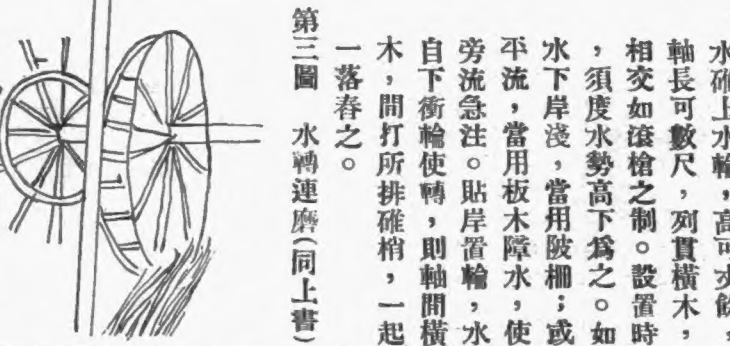 水碓上水輪，高可丈餘，
軸長可數尺，列貫橫木，
相交如滾槍之制。設置時
，須度水勢高下爲之。如
水下岸淺，當用陂柵；或
平流，當用板木障水，使
旁流急注。貼岸置輪，水
自下衝輪使轉，則軸間橫
木，間打所排碓梢，一起
一落舂之。
第三圖　水轉連磨(同上書)